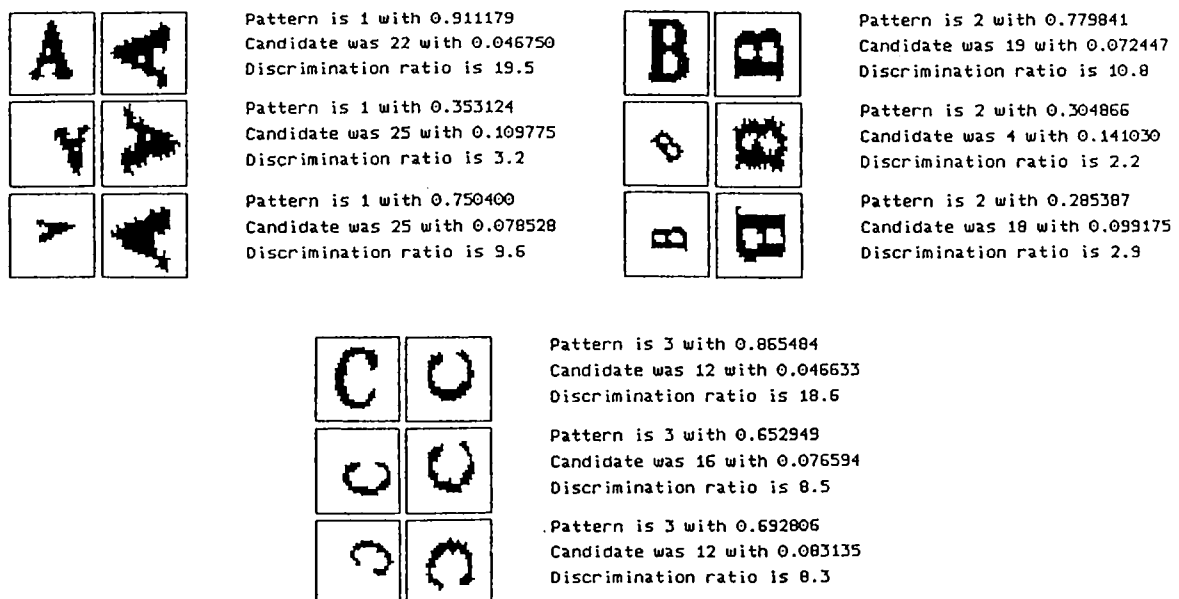 A
Pattern is 1 with 0.911179
Candidate was 22 with 0.046750
Discrimination ratio is 19.5
Pattern is 1 with 0.353124
Candidate was 25 with 0.109775
Discrimination ratio is 3.2
Pattern is 1 with 0.750400
Candidate was 25 with 0.078528
Discrimination ratio is 9.6
B
Pattern is 2 with 0.779841
Candidate was 19 with 0.072447
Discrimination ratio is 10.8
Pattern is 2 with 0.304866
Candidate was 4 with 0.141030
Discrimination ratio is 2.2
Pattern is 2 with 0.285387
Candidate was 18 with 0.099175
Discrimination ratio is 2.9
C
Pattern is 3 with 0.865484
Candidate was 12 with 0.046633
Discrimination ratio is 18.6
Pattern is 3 with 0.652949
Candidate was 16 with 0.076594
Discrimination ratio is 8.5
Pattern is 3 with 0.692806
Candidate was 12 with 0.083135
Discrimination ratio is 8.3